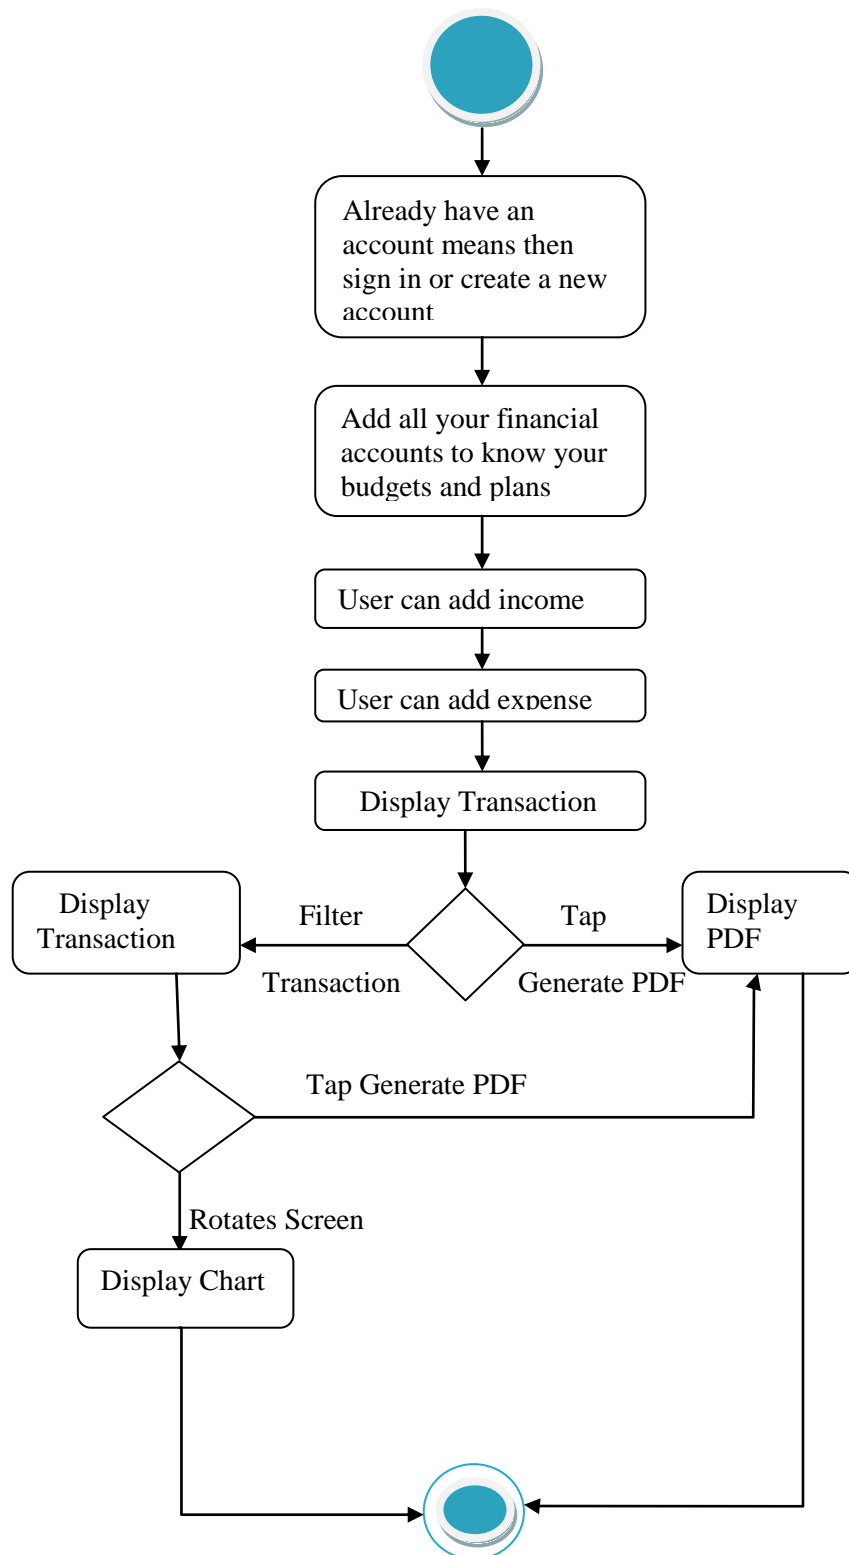 Already have an
account means then
sign in or create a new
account
Add all your financial
accounts to know your
budgets and plans
User can add income
User can add expense
Display Transaction
Display
Transaction
Filter
Transaction
Tap
Generate PDF
Display
PDF
Tap Generate PDF
Rotates Screen
Display Chart